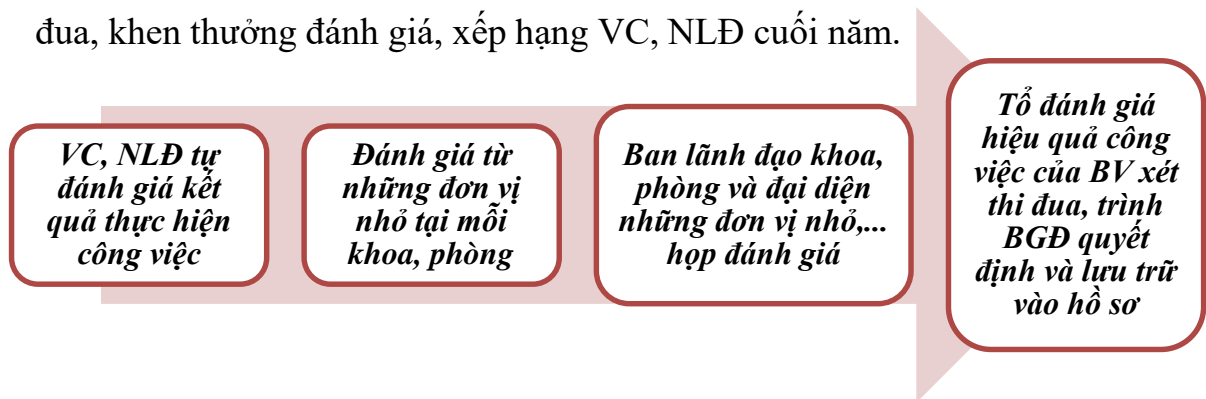 đua, khen thưởng đánh giá, xếp hạng VC, NLĐ cuối năm.
VC, NLĐ tự
đánh giá kết
quả thực hiện
công việc
Đánh giá từ
những đơn vị
nhỏ tại mỗi
khoa, phòng
Ban lãnh đạo khoa,
phòng và đại diện
những đơn vị nhỏ,...
họp đánh giá
Tổ đánh giá
hiệu quả công
việc của BV xét
thi đua, trình
BGĐ quyết
định và lưu trữ
vào hồ sơ